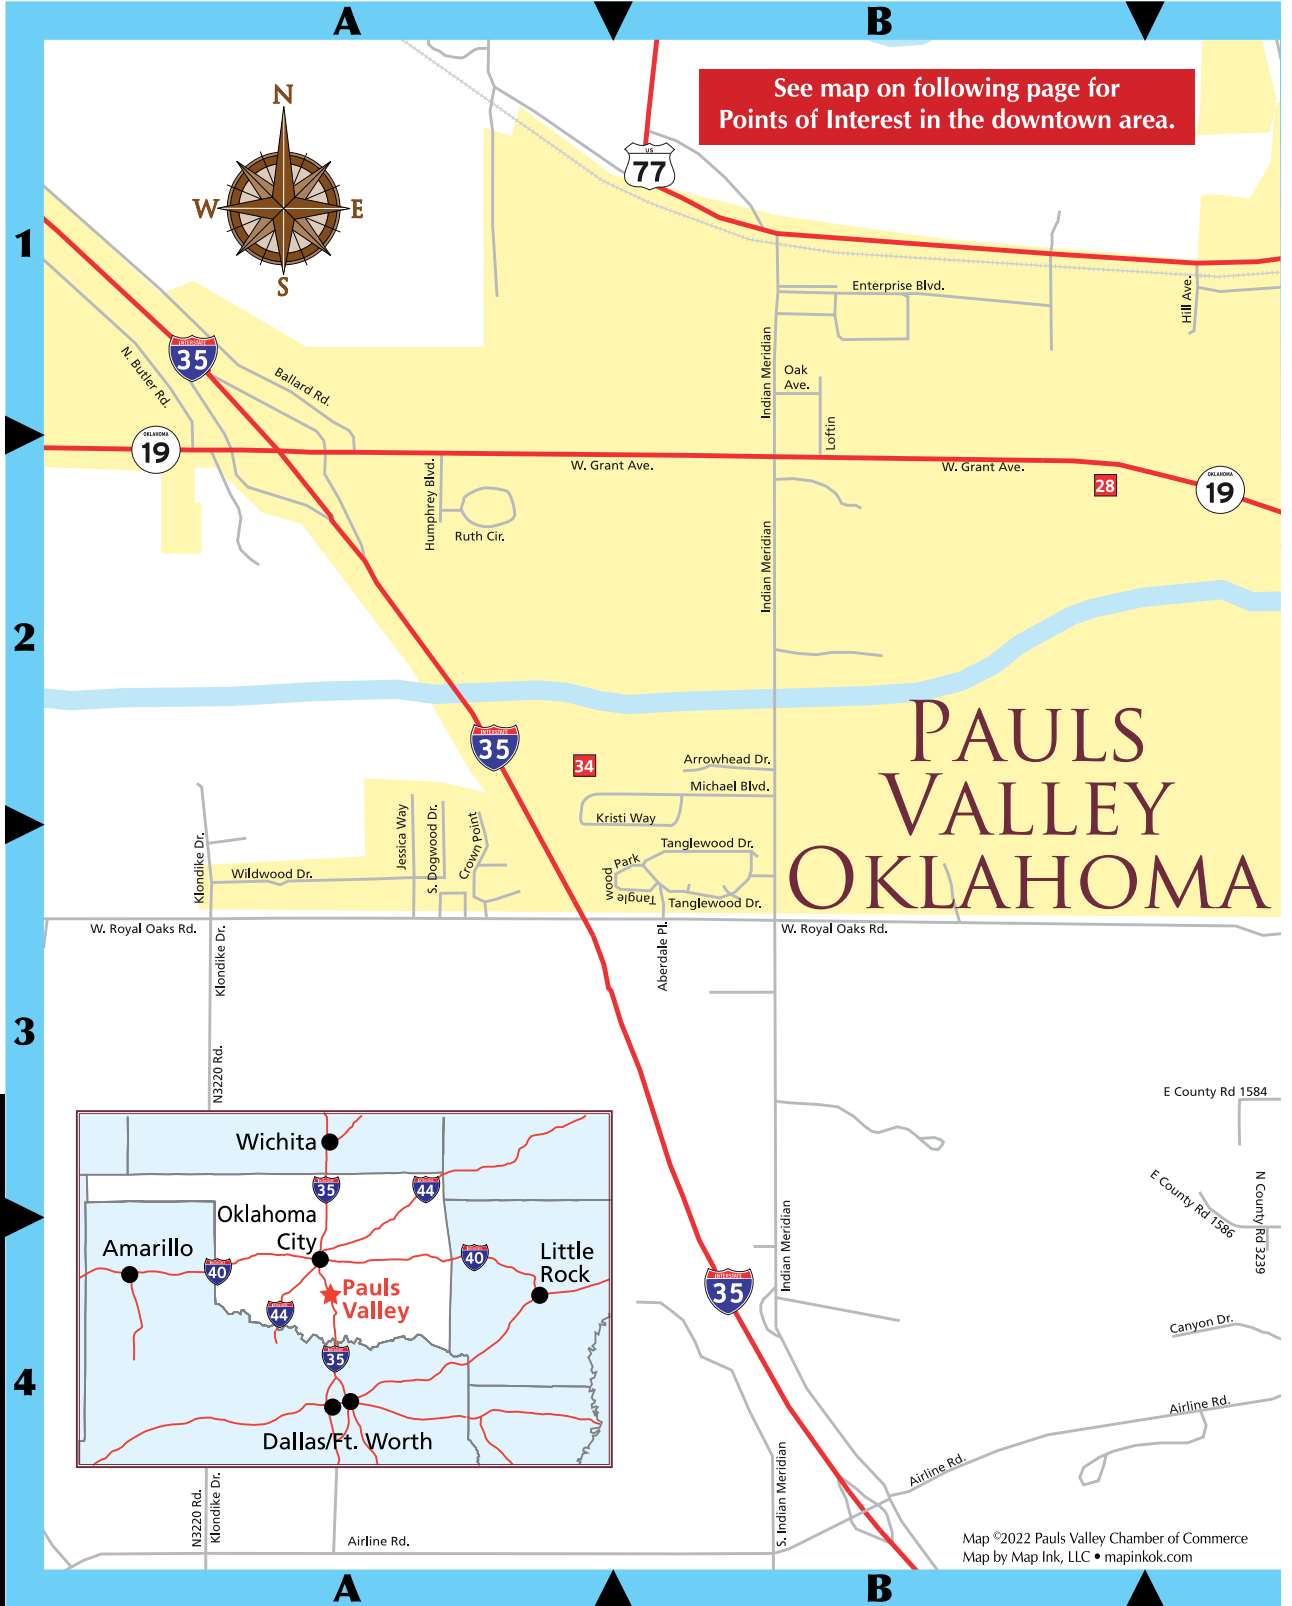 A
B
See map on following page for
Points of Interest in the downtown area.
N
W
E
S
US
77
1
Enterprise Blvd.
Hill Ave.
INTERSTATE
35
N. Butler Rd.
Ballard Rd.
Indian Meridian
Oak
Ave.
Loftin
OKLAHOMA
19
W. Grant Ave.
W. Grant Ave.
28
OKLAHOMA
19
Humphrey Blvd.
Ruth Cir.
Indian Meridian
2
PAULS
VALLEY
OKLAHOMA
INTERSTATE
35
34
Arrowhead Dr.
Michael Blvd.
Kristi Way
Jessica Way
S. Dogwood Dr.
Crown Point
Klondike Dr.
Wildwood Dr.
Tanglewood Dr.
Park
Tangle
wood
Tanglewood Dr.
W. Royal Oaks Rd.
Klondike Dr.
Aberdale Pl.
W. Royal Oaks Rd.
3
N3220 Rd.
E County Rd 1584
E County Rd 1586
N County Rd 3239
Wichita
35
44
Oklahoma
City
Amarillo
40
40
Little
Rock
Pauls
Valley
44
35
Dallas/Ft. Worth
Indian Meridian
INTERSTATE
35
Canyon Dr.
4
Airline Rd.
Airline Rd.
N3220 Rd.
Klondike Dr.
Airline Rd.
S. Indian Meridian
Map ©2022 Pauls Valley Chamber of Commerce
Map by Map Ink, LLC • mapinkok.com
A
B